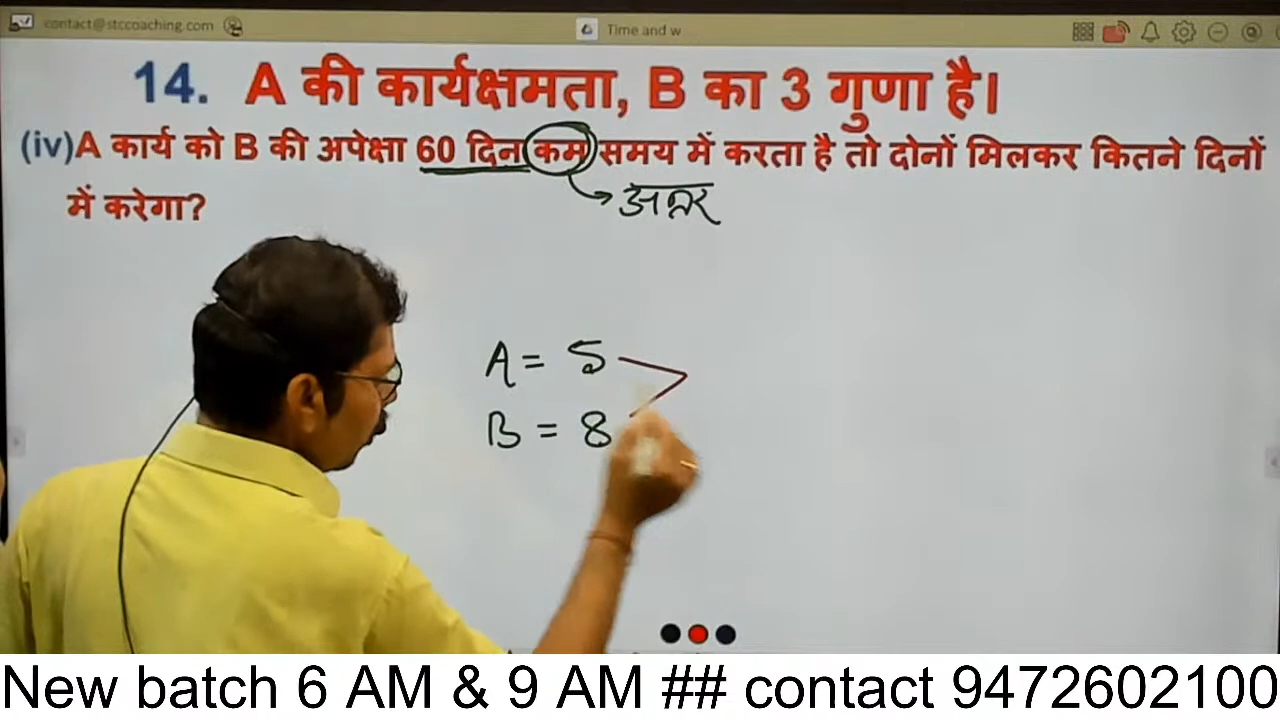 contact@stccoaching.com
Time and w
14. A की कार्यक्षमता, B का 3 गुणा है।
(iv)A कार्य को B की अपेक्षा 60 दिन कम समय में करता है तो दोनों मिलकर कितने दिनों
में करेगा?
अन्तर
A = 5
B = 8
New batch 6 AM & 9 AM ## contact 9472602100